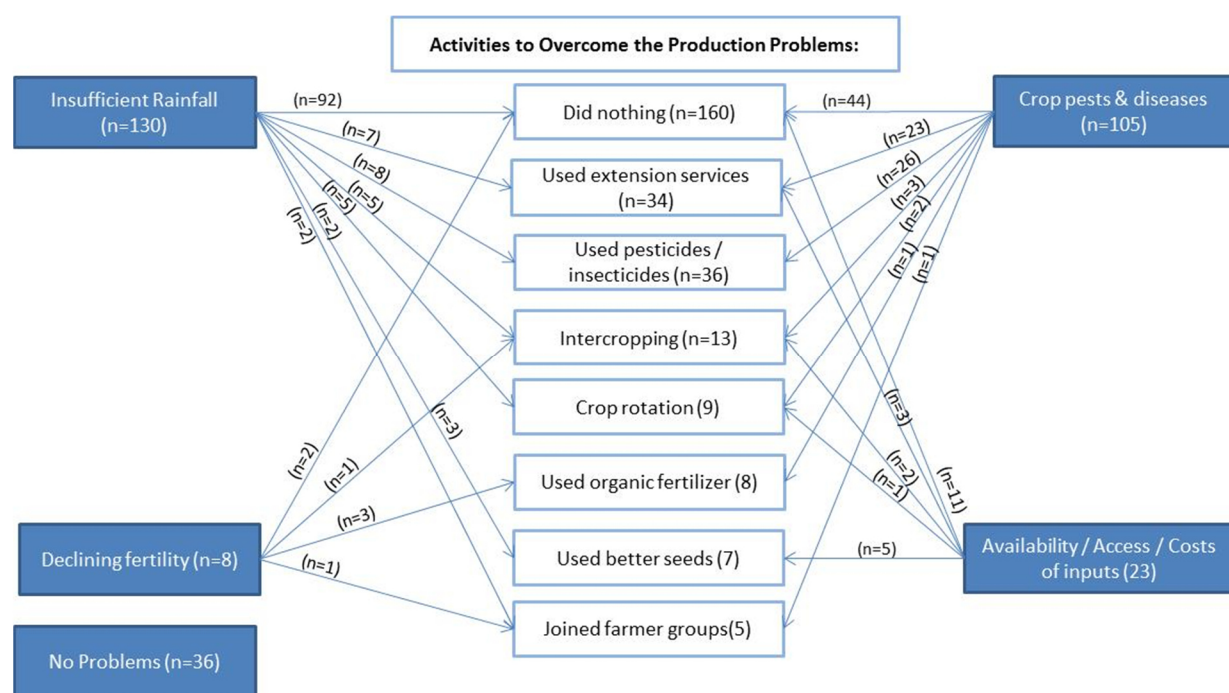 Activities to Overcome the Production Problems:
Insufficient Rainfall
(n=130)
Crop pests & diseases
(n=105)
Did nothing (n=160)
Used extension services
(n=34)
Used pesticides /
insecticides (n=36)
Intercropping (n=13)
Crop rotation (9)
Used organic fertilizer (8)
Used better seeds (7)
Joined farmer groups(5)
Declining fertility (n=8)
No Problems (n=36)
Availability / Access / Costs
of inputs (23)
(n=92)
(n=7)
(n=8)
(n=5)
(n=5)
(n=2)
(n=2)
(n=3)
(n=2)
(n=1)
(n=3)
(n=1)
(n=44)
(n=23)
(n=26)
(n=3)
(n=2)
(n=1)
(n=1)
(n=3)
(n=2)
(n=1)
(n=11)
(n=5)